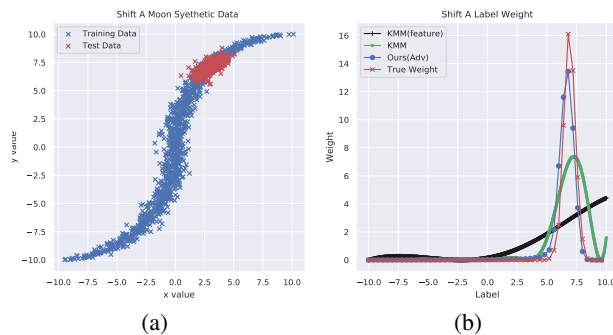 Shift A Moon Syethetic Data
Training Data
Test Data
10.0
7.5
5.0
2.5
0.0
−2.5
−5.0
−7.5
−10.0
y value
−10.0 −7.5 −5.0 −2.5 0.0 2.5 5.0 7.5 10.0
x value
(a)
Shift A Label Weight
KMM(feature)
KMM
Ours(Adv)
True Weight
16
14
12
10
8
6
4
2
0
Weight
−10.0 −7.5 −5.0 −2.5 0.0 2.5 5.0 7.5 10.0
Label
(b)